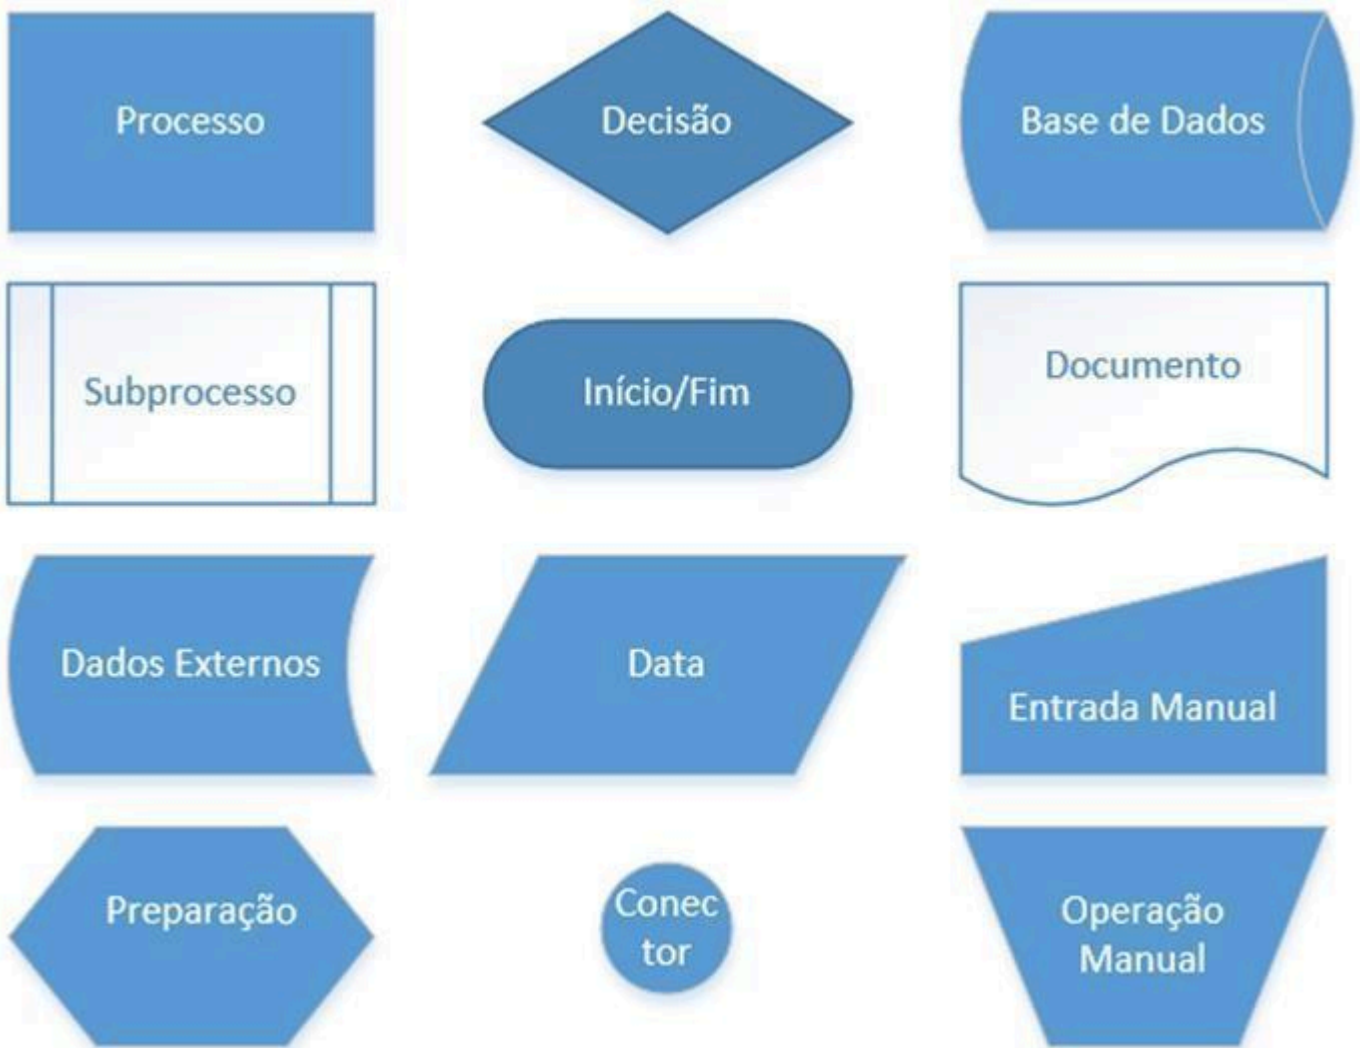 Processo
Decisão
Base de Dados
Subprocesso
Início/Fim
Documento
Dados Externos
Data
Entrada Manual
Preparação
Conec
tor
Operação
Manual